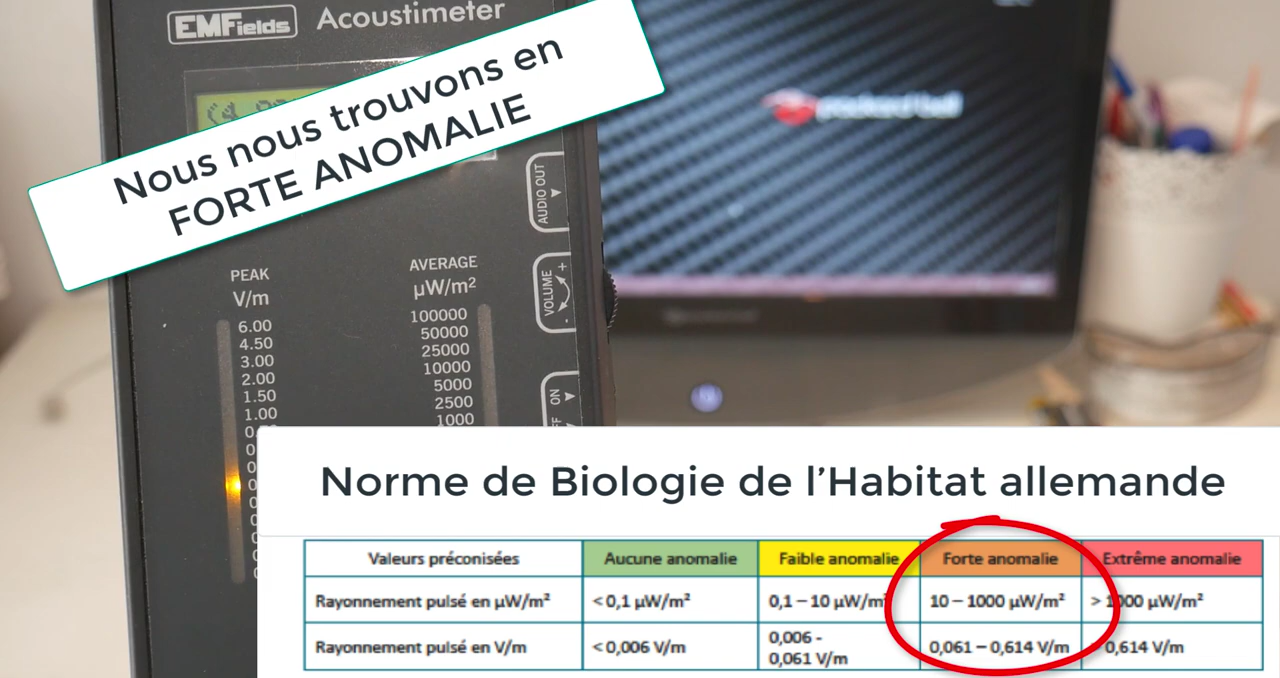 EMFields Acoustimeter
Nous nous trouvons en
FORTE ANOMALIE
AUDIO OUT
VOLUME
+
-
ON
PEAK
V/m
6.00
4.50
3.00
2.00
1.50
1.00
AVERAGE
µW/m²
100000
50000
25000
10000
5000
2500
1000
packard bell
Norme de Biologie de l’Habitat allemande
Valeurs préconisées Aucune anomalie Faible anomalie Forte anomalie Extrême anomalie
Rayonnement pulsé en µW/m² < 0,1 µW/m² 0,1 – 10 µW/m² 10 – 1000 µW/m² > 1000 µW/m²
Rayonnement pulsé en V/m < 0,006 V/m 0,006 -
0,061 V/m 0,061 – 0,614 V/m 0,614 V/m